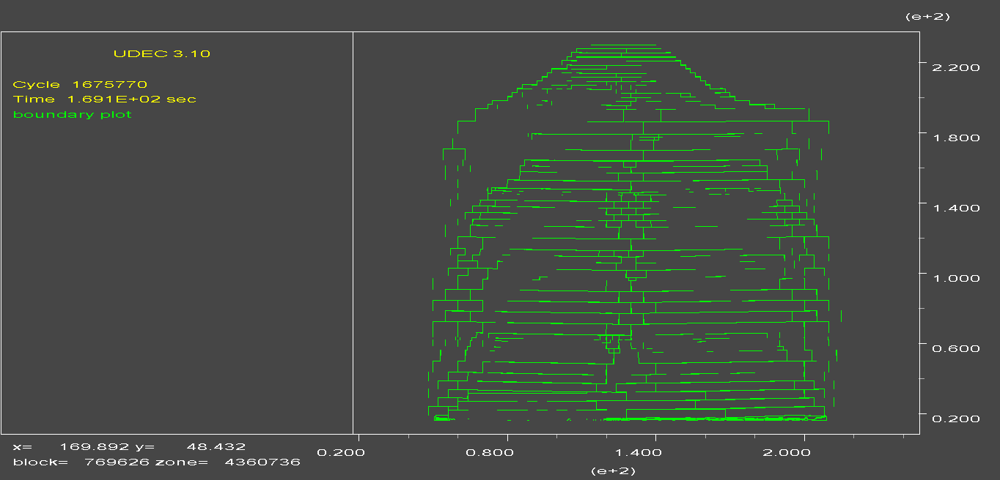 (e+2)
UDEC 3.10
Cycle 1675770
Time 1.691E+02 sec
boundary plot
2.200
1.800
1.400
1.000
0.600
0.200
x= 169.892 y= 48.432
block= 769626 zone= 4360736
0.200 0.800 1.400 2.000
(e+2)